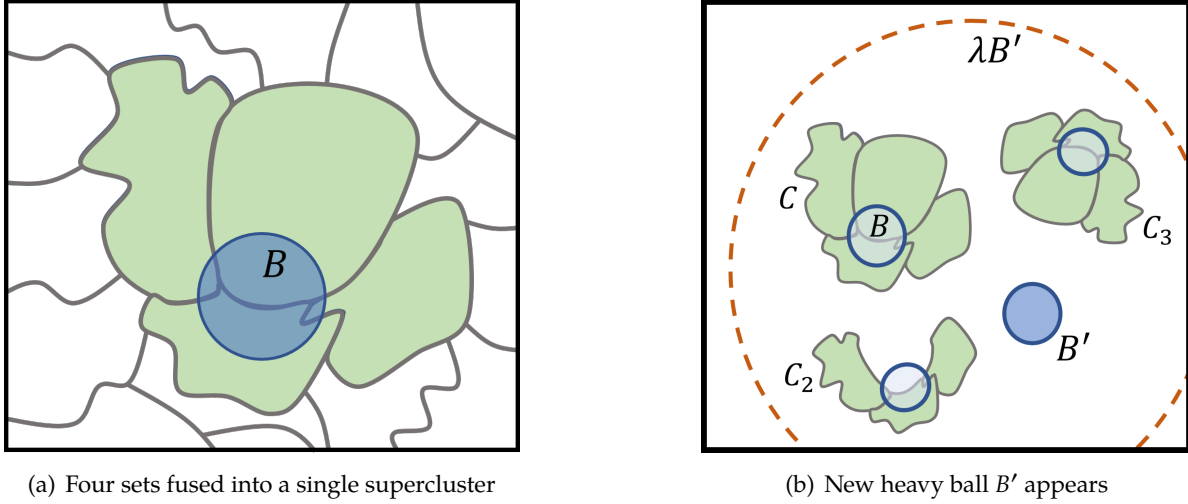 B
(a) Four sets fused into a single supercluster
λB′
C
B
C₃
B′
C₂
(b) New heavy ball B′ appears